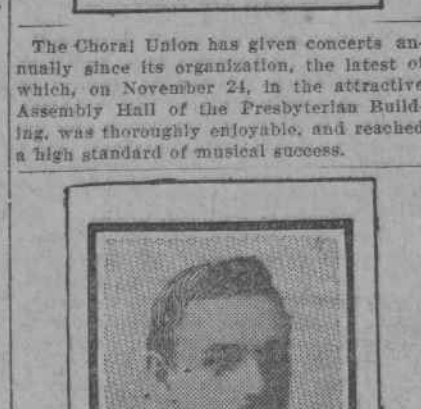 The Choral Union has given concerts an-
nually since its organization, the latest of
which, on November 24, in the attractive
Assembly Hall of the Presbyterian Build-
ing, was thoroughly enjoyable, and reached
a high standard of musical success.